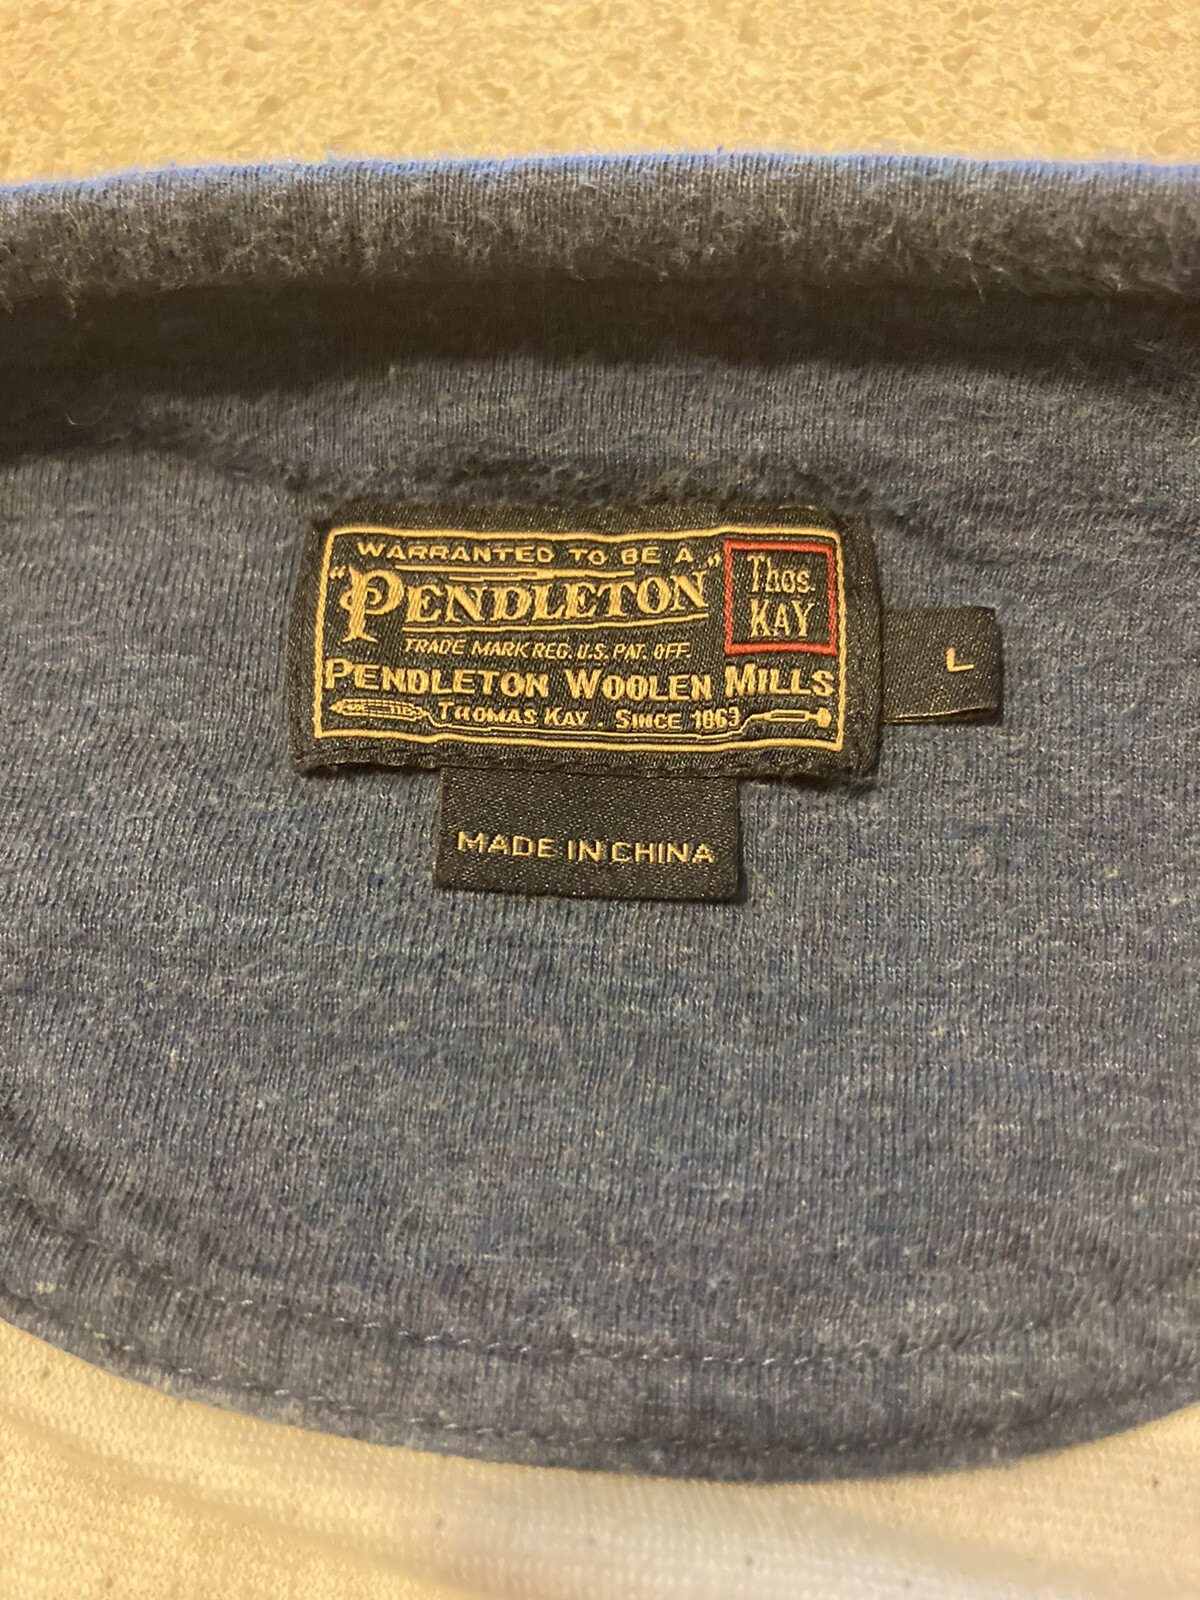 WARRANTED TO BE A
"PENDLETON"
Thos.
KAY
TRADE MARK REG. U.S. PAT. OFF.
PENDLETON WOOLEN MILLS
THOMAS KAY . SINCE 1863
L
MADE IN CHINA